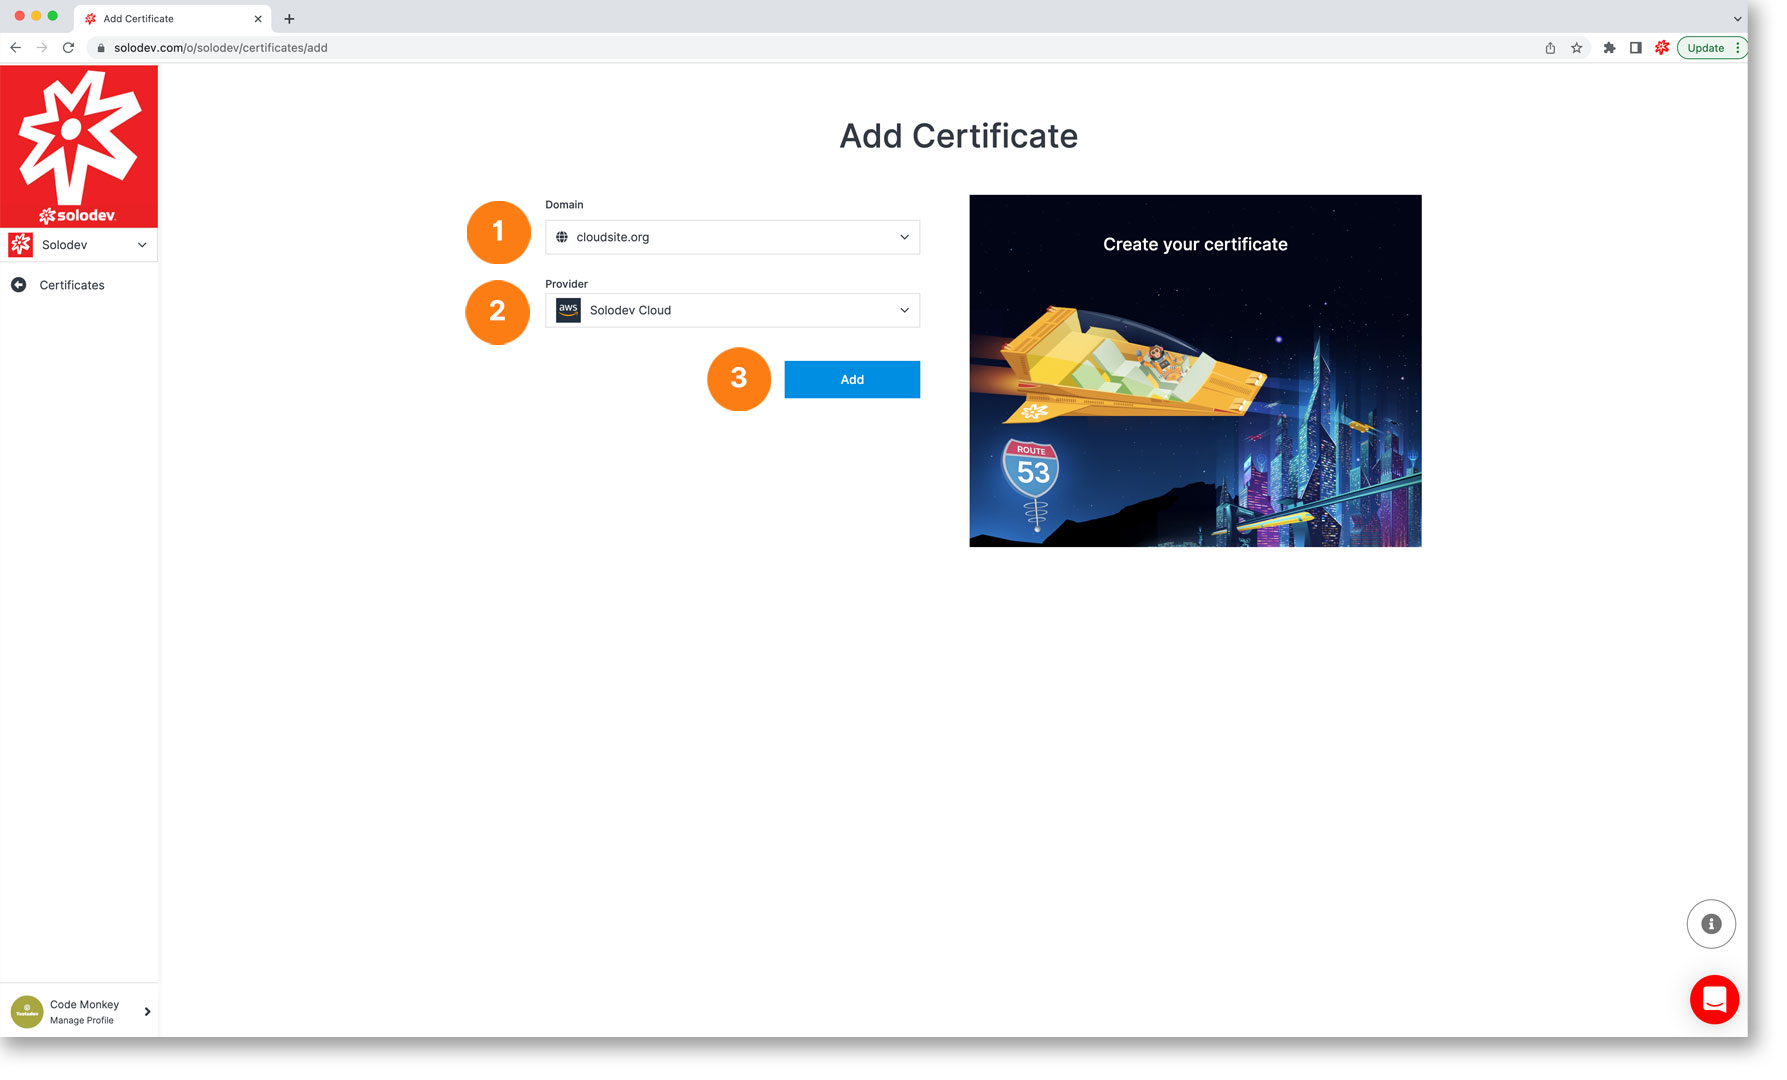 Add Certificate
solodev.com/o/solodev/certificates/add
Update
solodev
Solodev
Certificates
Add Certificate
1
Domain
cloudsite.org
2
Provider
aws
Solodev Cloud
3
Add
Create your certificate
ROUTE
53
Code Monkey
Manage Profile